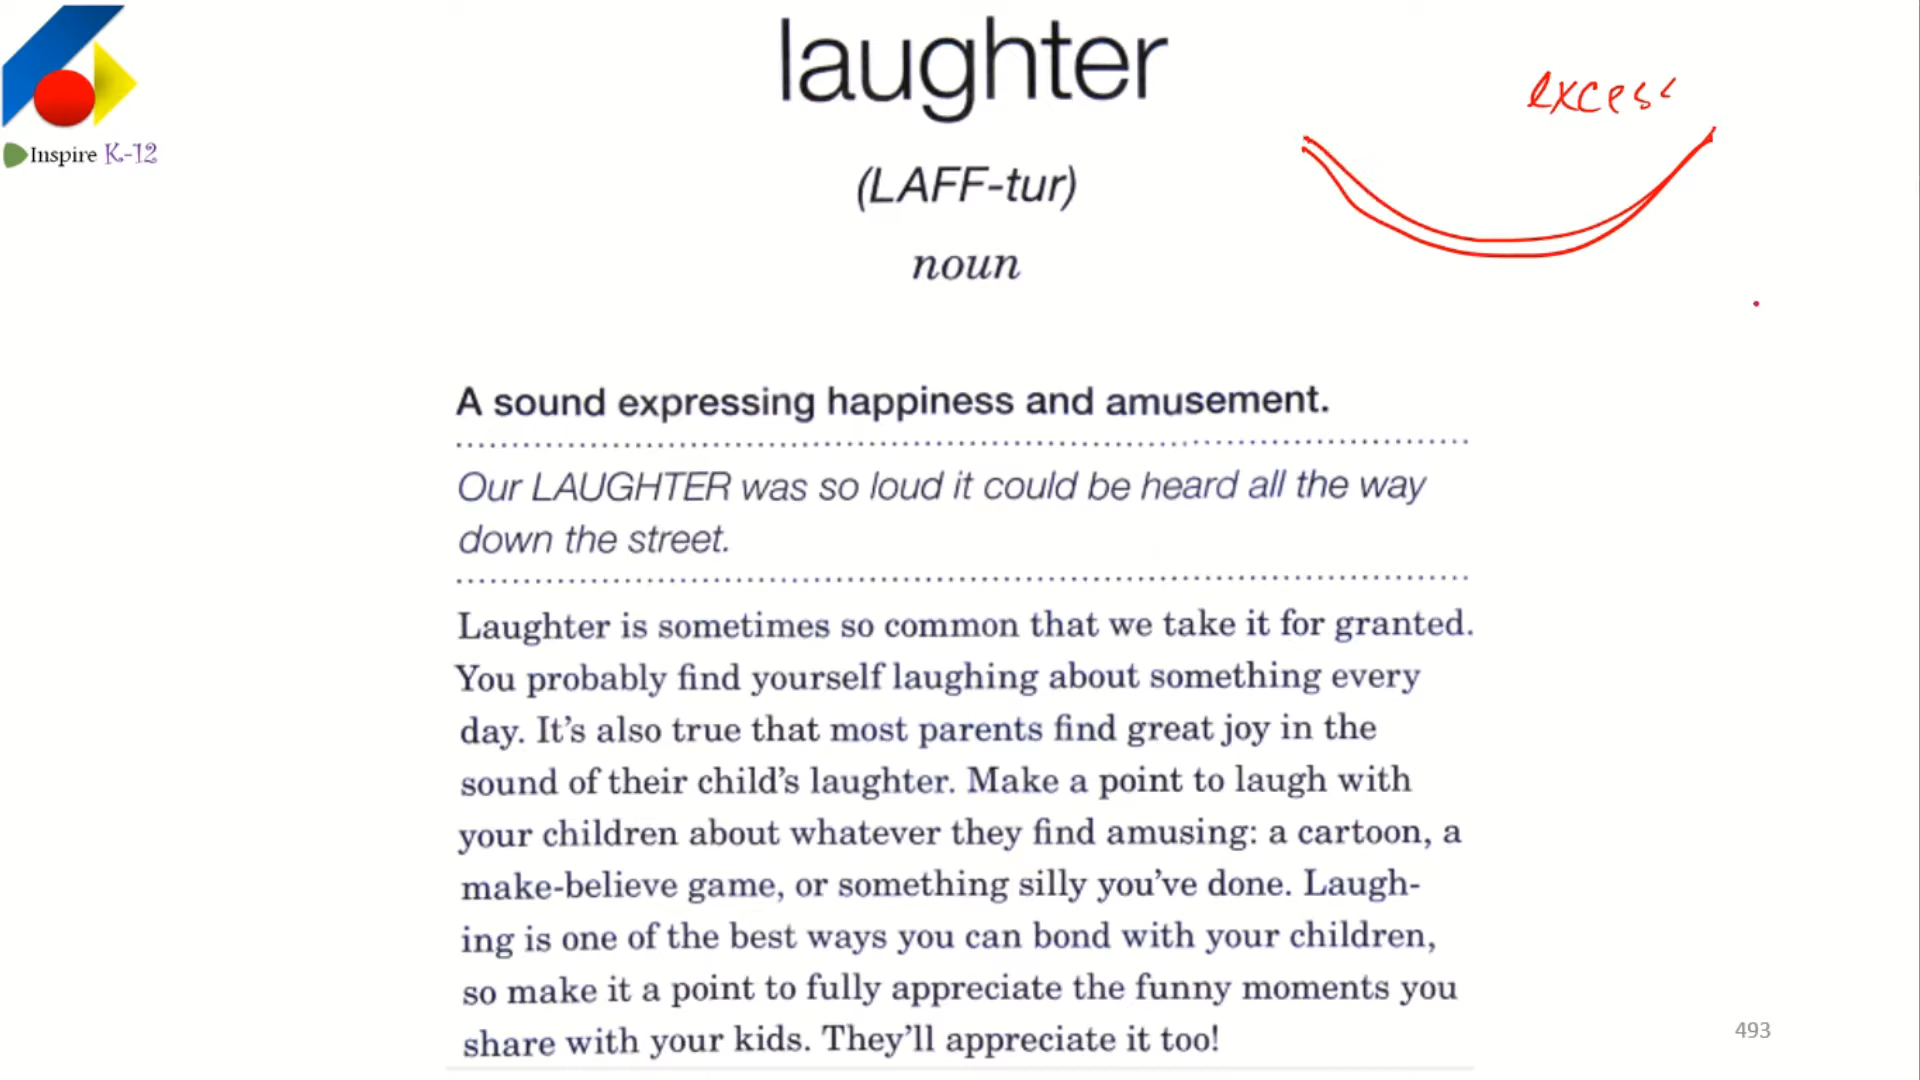 laughter
excess
Inspire K-12
(LAFF-tur)
noun
A sound expressing happiness and amusement.
Our LAUGHTER was so loud it could be heard all the way
down the street.
Laughter is sometimes so common that we take it for granted.
You probably find yourself laughing about something every
day. It's also true that most parents find great joy in the
sound of their child's laughter. Make a point to laugh with
your children about whatever they find amusing: a cartoon, a
make-believe game, or something silly you've done. Laugh-
ing is one of the best ways you can bond with your children,
so make it a point to fully appreciate the funny moments you
share with your kids. They'll appreciate it too!
493